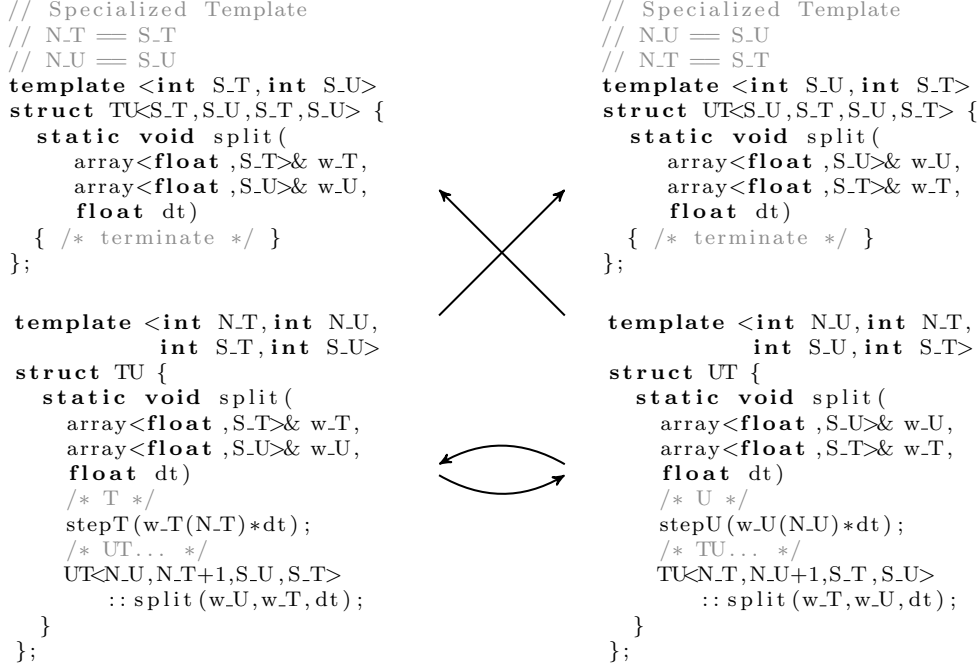 // Specialized Template
// N_T == S_T
// N_U == S_U
template <int S_T, int S_U>
struct TU<S_T,S_U,S_T,S_U> {
  static void split(
    array<float,S_T>& w_T,
    array<float,S_U>& w_U,
    float dt)
  { /* terminate */ }
};
template <int N_T, int N_U,
          int S_T, int S_U>
struct TU {
  static void split(
    array<float,S_T>& w_T,
    array<float,S_U>& w_U,
    float dt)
    /* T */
    stepT(w_T(N_T)*dt);
    /* UT... */
    UT<N_U,N_T+1,S_U,S_T>
      ::split(w_U,w_T,dt);
  }
};
// Specialized Template
// N_U == S_U
// N_T == S_T
template <int S_U, int S_T>
struct UT<S_U,S_T,S_U,S_T> {
  static void split(
    array<float,S_U>& w_U,
    array<float,S_T>& w_T,
    float dt)
  { /* terminate */ }
};
template <int N_U, int N_T,
          int S_U, int S_T>
struct UT {
  static void split(
    array<float,S_U>& w_U,
    array<float,S_T>& w_T,
    float dt)
    /* U */
    stepU(w_U(N_U)*dt);
    /* TU... */
    TU<N_T,N_U+1,S_T,S_U>
      ::split(w_T,w_U,dt);
  }
};